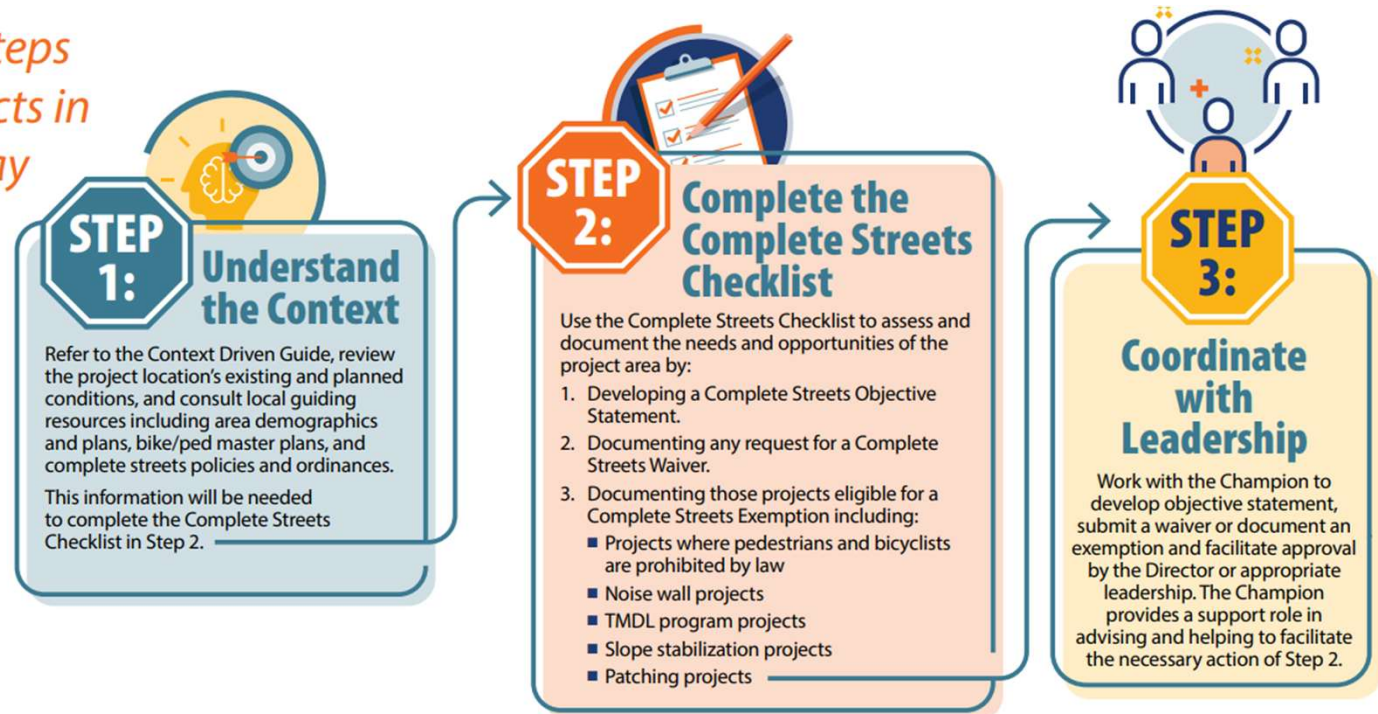 cts in
STEP
1:
Understand
the Context
Refer to the Context Driven Guide, review
the project location's existing and planned
conditions, and consult local guiding
resources including area demographics
and plans, bike/ped master plans, and
complete streets policies and ordinances.
This information will be needed
to complete the Complete Streets
Checklist in Step 2.
STEP
2:
Complete the
Complete Streets
Checklist
Use the Complete Streets Checklist to assess and
document the needs and opportunities of the
project area by:
1. Developing a Complete Streets Objective
Statement.
2. Documenting any request for a Complete
Streets Waiver.
3. Documenting those projects eligible for a
Complete Streets Exemption including:
■ Projects where pedestrians and bicyclists
are prohibited by law
■ Noise wall projects
■ TMDL program projects
■ Slope stabilization projects
■ Patching projects
STEP
3:
Coordinate
with
Leadership
Work with the Champion to
develop objective statement,
submit a waiver or document an
exemption and facilitate approval
by the Director or appropriate
leadership. The Champion
provides a support role in
advising and helping to facilitate
the necessary action of Step 2.